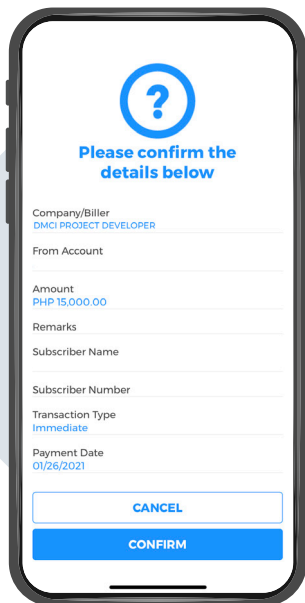 ?
Please confirm the
details below
Company/Biller
DMCI PROJECT DEVELOPER
From Account
Amount
PHP 15,000.00
Remarks
Subscriber Name
Subscriber Number
Transaction Type
Immediate
Payment Date
01/26/2021
CANCEL
CONFIRM